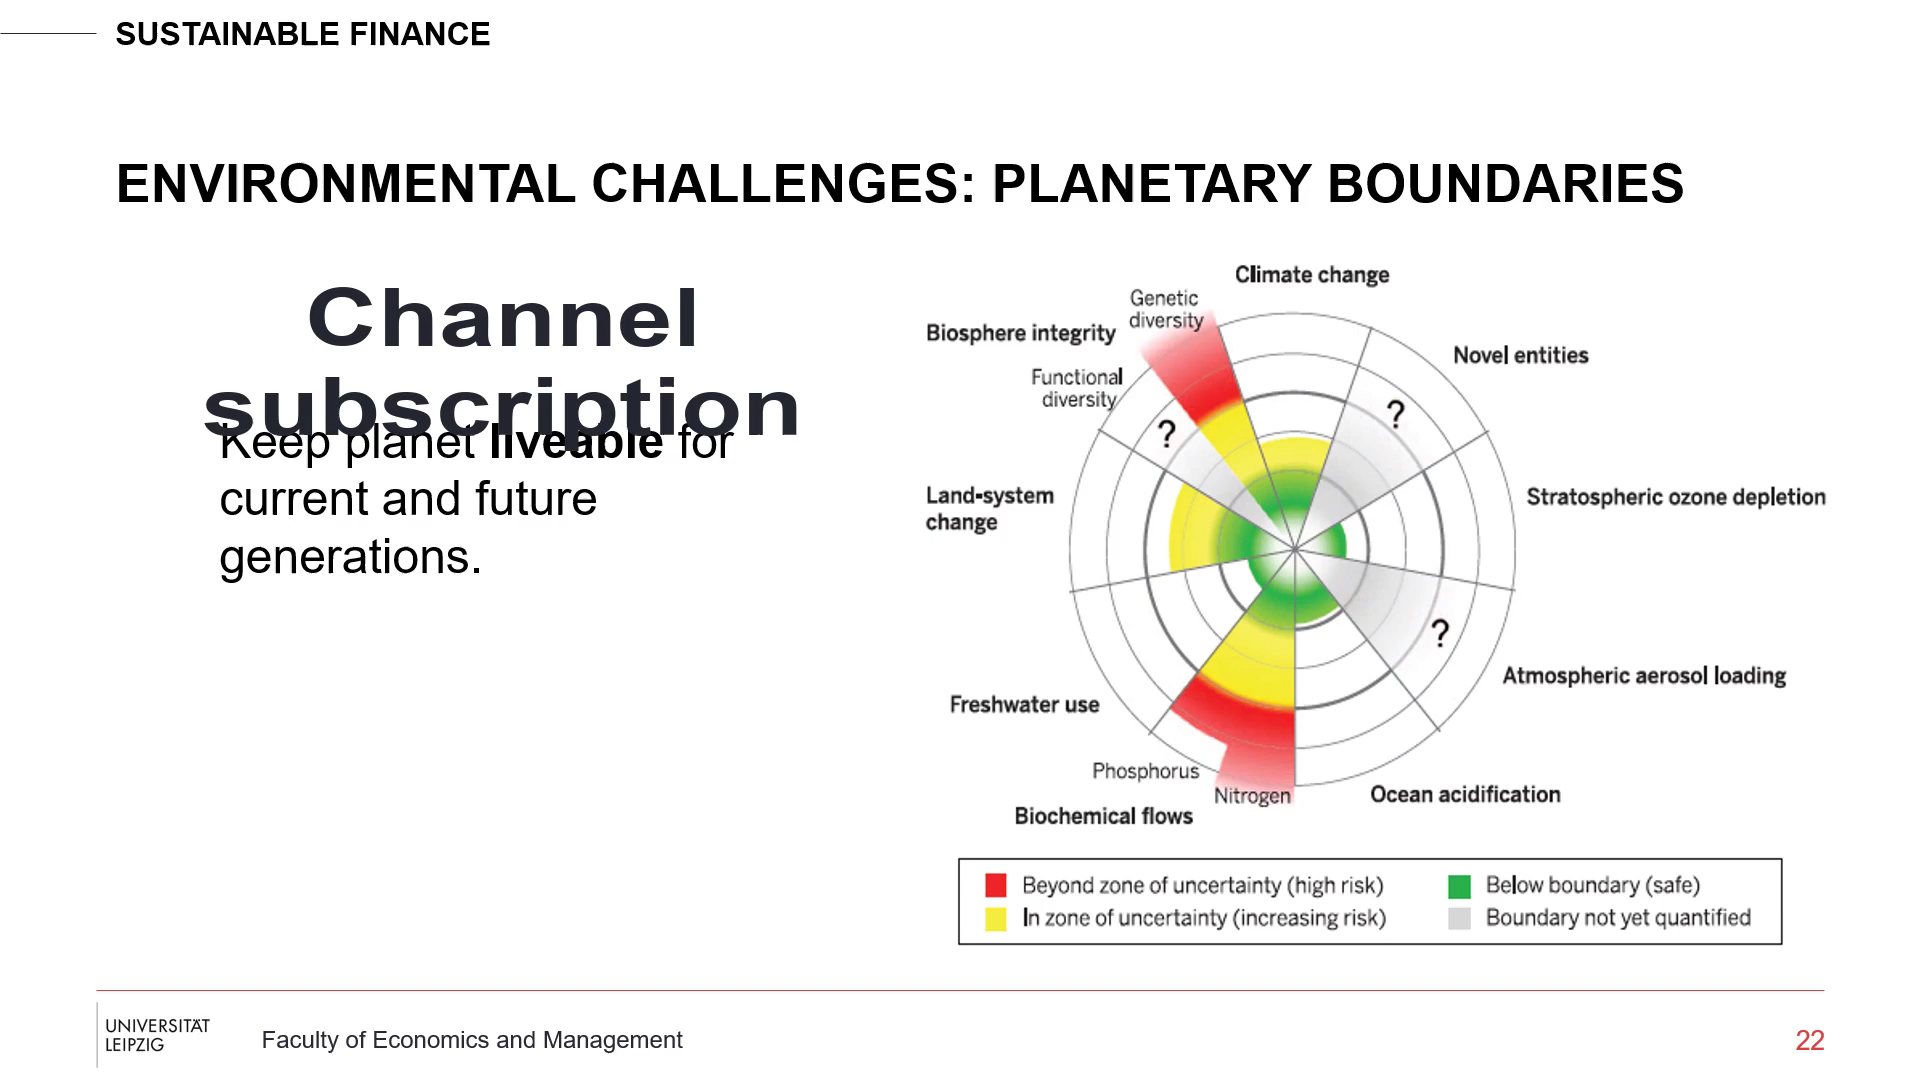 SUSTAINABLE FINANCE
ENVIRONMENTAL CHALLENGES: PLANETARY BOUNDARIES
Channel
subscription
Keep planet liveable for
current and future
generations.
Climate change
Genetic
diversity
Biosphere integrity
Functional
diversity
Novel entities
?
?
Land-system
change
Stratospheric ozone depletion
?
Atmospheric aerosol loading
Freshwater use
Phosphorus
Nitrogen
Ocean acidification
Biochemical flows
Beyond zone of uncertainty (high risk)
Below boundary (safe)
In zone of uncertainty (increasing risk)
Boundary not yet quantified
UNIVERSITÄT
LEIPZIG
Faculty of Economics and Management
22